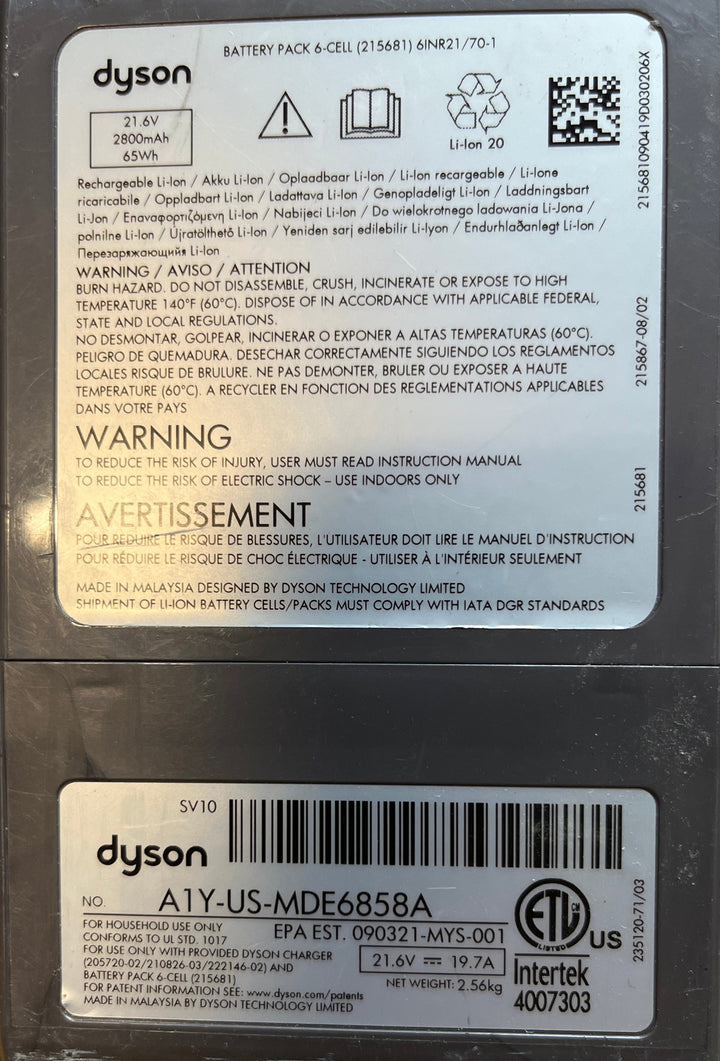 BATTERY PACK 6-CELL (215681) 6INR21/70-1
dyson
21.6V
2800mAh
65Wh
Li-Ion 20
215681090419D030206X
Rechargeable Li-Ion / Akku Li-Ion / Oplaadbaar Li-Ion / Li-Ion recargeable / Li-Ione
ricaricabile / Oppladbart Li-Ion / Ladattava Li-Ion / Genopladeligt Li-Ion / Laddningsbart
Li-Jon / Επαναφορτιζόμενη Li-Ion / Nabijeci Li-Ion / Do wielokrotnego ladowania Li-Jona /
polnilne Li-Ion / Újratölthető Li-Ion / Yeniden sarj edilebilir Li-lyon / Endurhlaðanlegt Li-Ion /
Перезаряжающийя Li-Ion
WARNING / AVISO / ATTENTION
BURN HAZARD. DO NOT DISASSEMBLE, CRUSH, INCINERATE OR EXPOSE TO HIGH
TEMPERATURE 140°F (60°C). DISPOSE OF IN ACCORDANCE WITH APPLICABLE FEDERAL,
STATE AND LOCAL REGULATIONS.
NO DESMONTAR, GOLPEAR, INCINERAR O EXPONER A ALTAS TEMPERATURAS (60°C).
PELIGRO DE QUEMADURA. DESECHAR CORRECTAMENTE SIGUIENDO LOS REGLAMENTOS
LOCALES RISQUE DE BRULURE. NE PAS DEMONTER, BRULER OU EXPOSER A HAUTE
TEMPERATURE (60°C). A RECYCLER EN FONCTION DES REGLEMENTATIONS APPLICABLES
DANS VOTRE PAYS
215867-08/02
WARNING
TO REDUCE THE RISK OF INJURY, USER MUST READ INSTRUCTION MANUAL
TO REDUCE THE RISK OF ELECTRIC SHOCK – USE INDOORS ONLY
215681
AVERTISSEMENT
POUR RÉDUIRE LE RISQUE DE BLESSURES, L'UTILISATEUR DOIT LIRE LE MANUEL D'INSTRUCTION
POUR RÉDUIRE LE RISQUE DE CHOC ÉLECTRIQUE - UTILISER À L'INTÉRIEUR SEULEMENT
MADE IN MALAYSIA DESIGNED BY DYSON TECHNOLOGY LIMITED
SHIPMENT OF LI-ION BATTERY CELLS/PACKS MUST COMPLY WITH IATA DGR STANDARDS
SV10
dyson
NO. A1Y-US-MDE6858A
FOR HOUSEHOLD USE ONLY
CONFORMS TO UL STD. 1017
FOR USE ONLY WITH PROVIDED DYSON CHARGER
(205720-02/210826-03/222146-02) AND
BATTERY PACK 6-CELL (215681)
FOR PATENT INFORMATION SEE: www.dyson.com/patents
MADE IN MALAYSIA BY DYSON TECHNOLOGY LIMITED
EPA EST. 090321-MYS-001
21.6V ⎓ 19.7A
NET WEIGHT: 2.56kg
ETL CM
LISTED
US
Intertek
4007303
235120-71/03